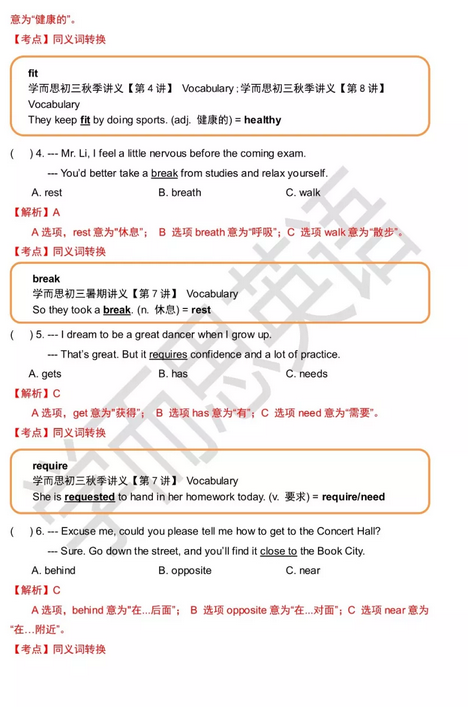 意为“健康的”。
【考点】同义词转换
fit
学而思初三秋季讲义【第 4 讲】 Vocabulary ; 学而思初三秋季讲义【第 8 讲】
Vocabulary
They keep fit by doing sports. (adj. 健康的) = healthy
( ) 4. --- Mr. Li, I feel a little nervous before the coming exam.
--- You’d better take a break from studies and relax yourself.
A. rest B. breath C. walk
【解析】A
A 选项，rest 意为"休息"； B 选项 breath 意为“呼吸”；C 选项 walk 意为“散步”。
【考点】同义词转换
break
学而思初三暑期讲义【第 7 讲】 Vocabulary
So they took a break. (n. 休息) = rest
( ) 5. --- I dream to be a great dancer when I grow up.
--- That’s great. But it requires confidence and a lot of practice.
A. gets B. has C. needs
【解析】C
A 选项，get 意为"获得"； B 选项 has 意为“有”；C 选项 need 意为“需要”。
【考点】同义词转换
require
学而思初三秋季讲义【第 7 讲】 Vocabulary
She is requested to hand in her homework today. (v. 要求) = require/need
( ) 6. --- Excuse me, could you please tell me how to get to the Concert Hall?
--- Sure. Go down the street, and you’ll find it close to the Book City.
A. behind B. opposite C. near
【解析】C
A 选项，behind 意为"在...后面"； B 选项 opposite 意为“在...对面”；C 选项 near 意为
“在…附近”。
【考点】同义词转换
学而思英语